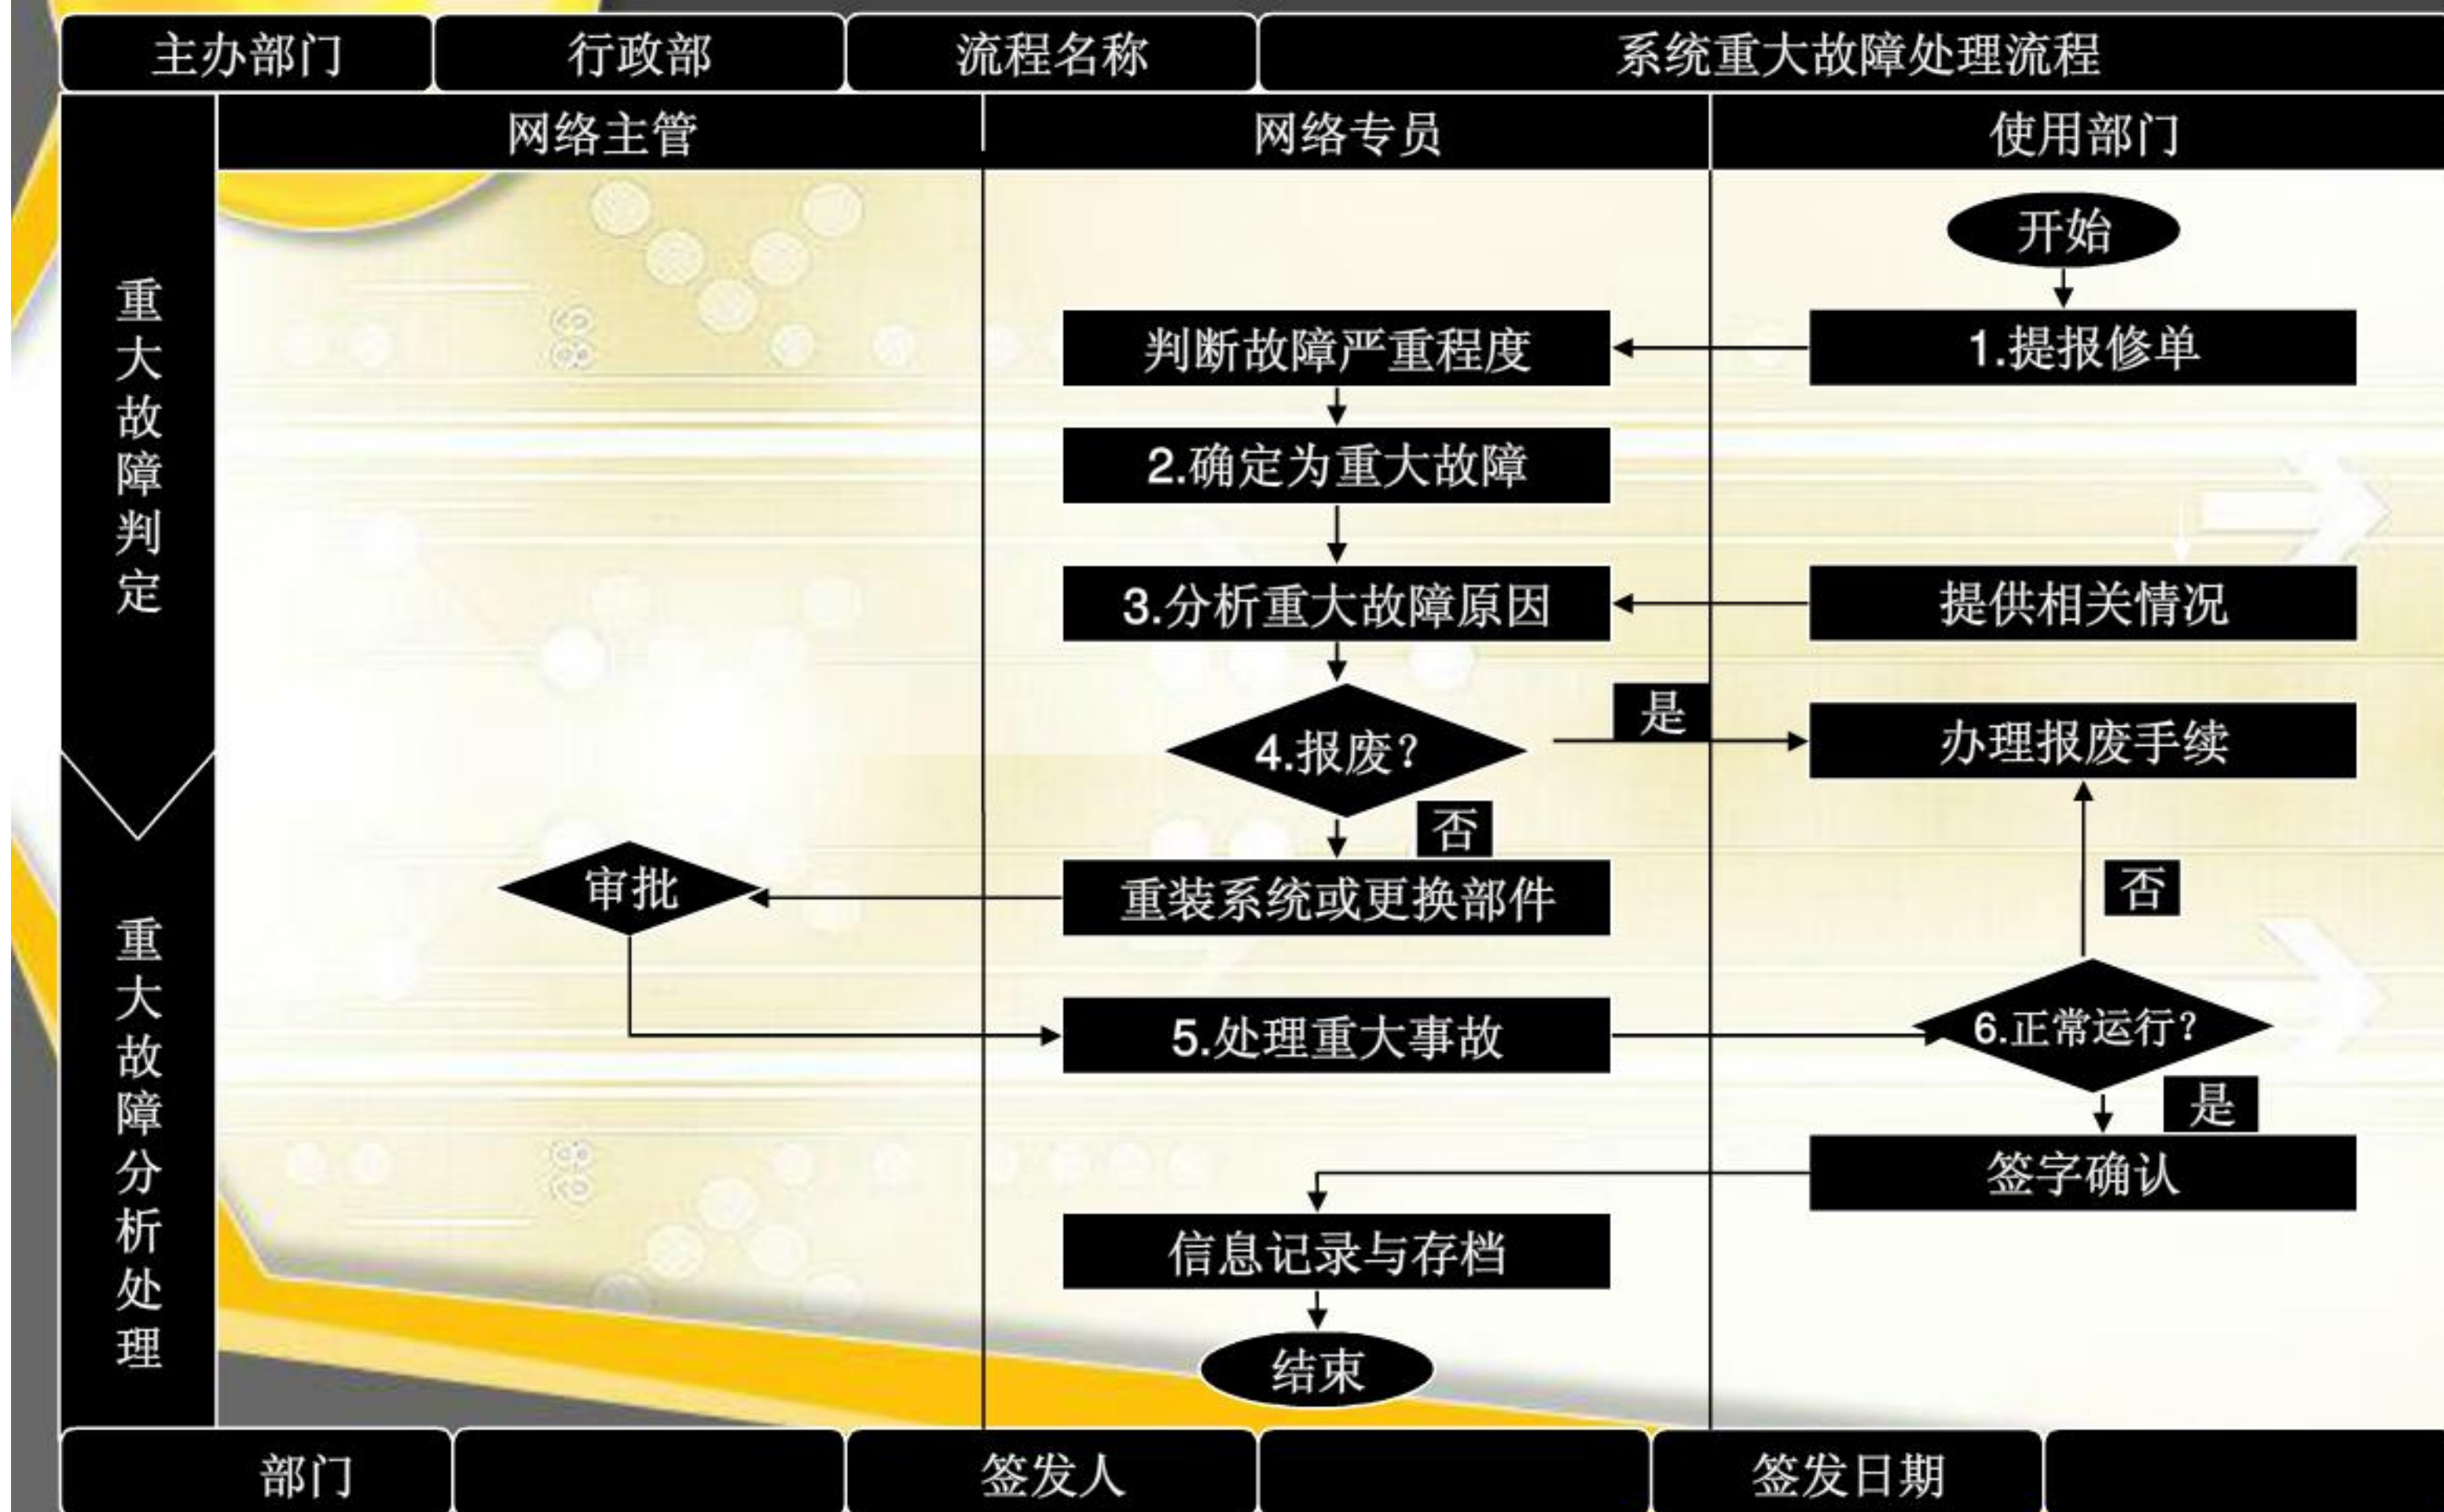 主办部门
行政部
流程名称
系统重大故障处理流程
网络主管
网络专员
使用部门
重大故障判定
开始
判断故障严重程度
1.提报修单
2.确定为重大故障
3.分析重大故障原因
提供相关情况
是
4.报废？
办理报废手续
否
重大故障分析处理
审批
重装系统或更换部件
否
5.处理重大事故
6.正常运行？
是
签字确认
信息记录与存档
结束
部门
签发人
签发日期